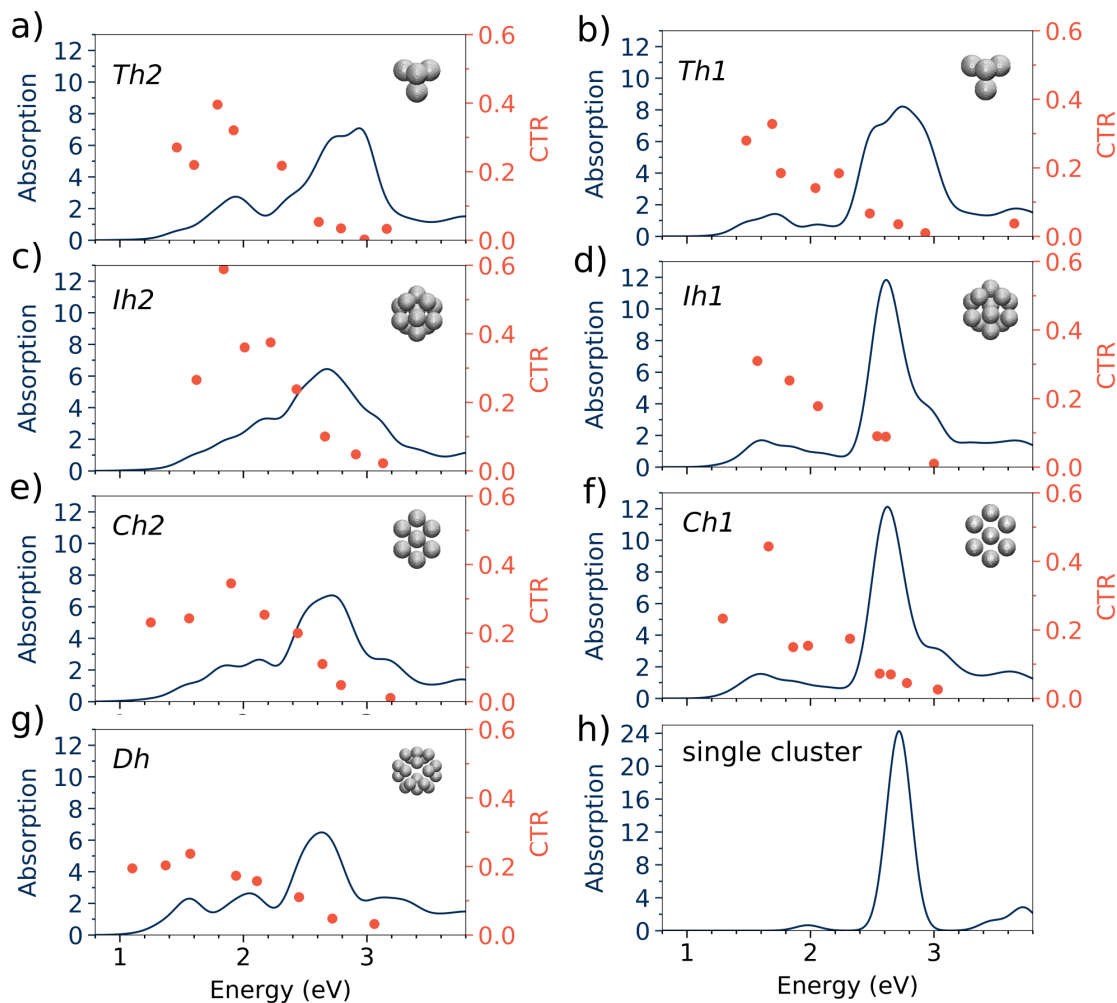 a)
Th2
Absorption
12
10
8
6
4
2
0
0.6
0.4
0.2
0.0
CTR
b)
Th1
Absorption
12
10
8
6
4
2
0
0.6
0.4
0.2
0.0
CTR
c)
Ih2
Absorption
12
10
8
6
4
2
0
0.6
0.4
0.2
0.0
CTR
d)
Ih1
Absorption
12
10
8
6
4
2
0
0.6
0.4
0.2
0.0
CTR
e)
Ch2
Absorption
12
10
8
6
4
2
0
0.6
0.4
0.2
0.0
CTR
f)
Ch1
Absorption
12
10
8
6
4
2
0
0.6
0.4
0.2
0.0
CTR
g)
Dh
Absorption
12
10
8
6
4
2
0
0.6
0.4
0.2
0.0
CTR
1 2 3
Energy (eV)
h)
single cluster
Absorption
24
20
16
12
8
4
0
1 2 3
Energy (eV)